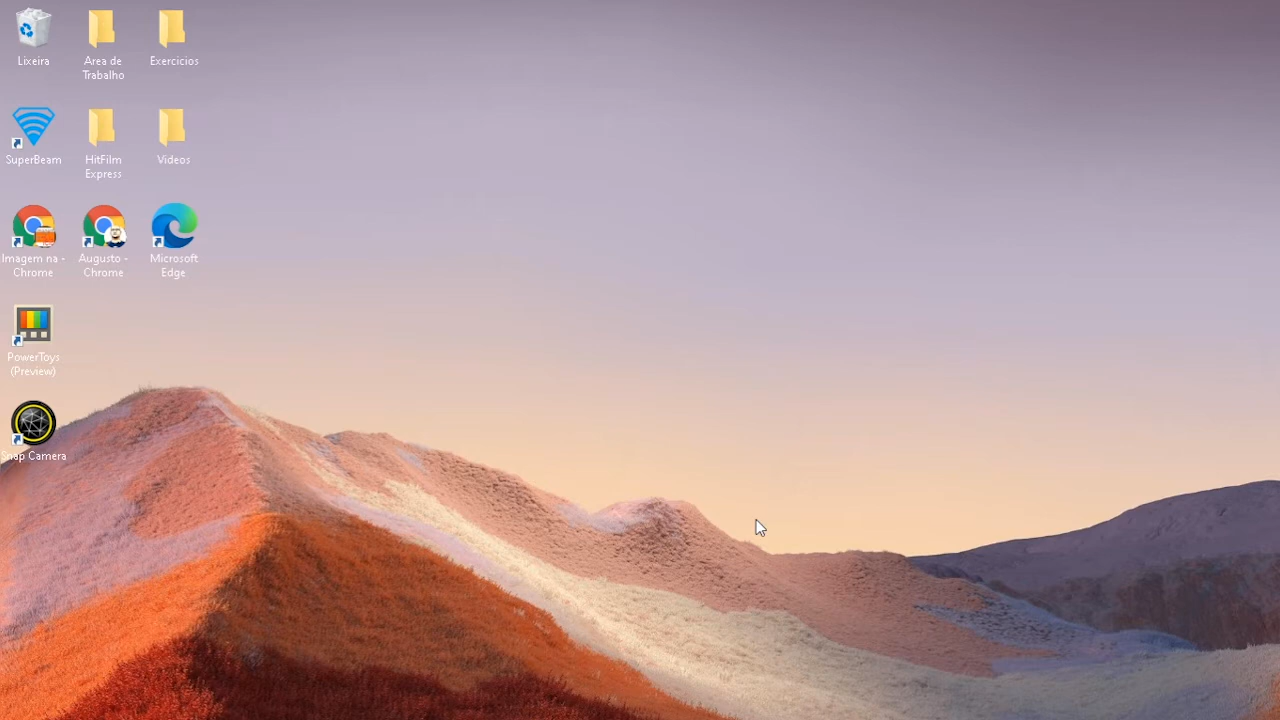 Lixeira
Area de
Trabalho
Exercicios
SuperBeam
HitFilm
Express
Videos
Imagem na -
Chrome
Augusto -
Chrome
Microsoft
Edge
PowerToys
(Preview)
Snap Camera